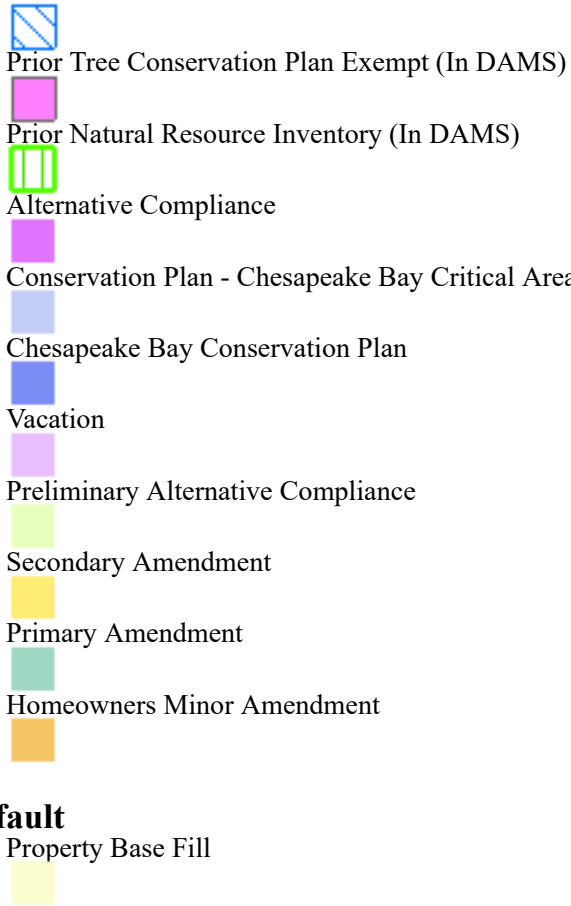 Prior Tree Conservation Plan Exempt (In DAMS)
Prior Natural Resource Inventory (In DAMS)
Alternative Compliance
Conservation Plan - Chesapeake Bay Critical Area
Chesapeake Bay Conservation Plan
Vacation
Preliminary Alternative Compliance
Secondary Amendment
Primary Amendment
Homeowners Minor Amendment
fault
Property Base Fill